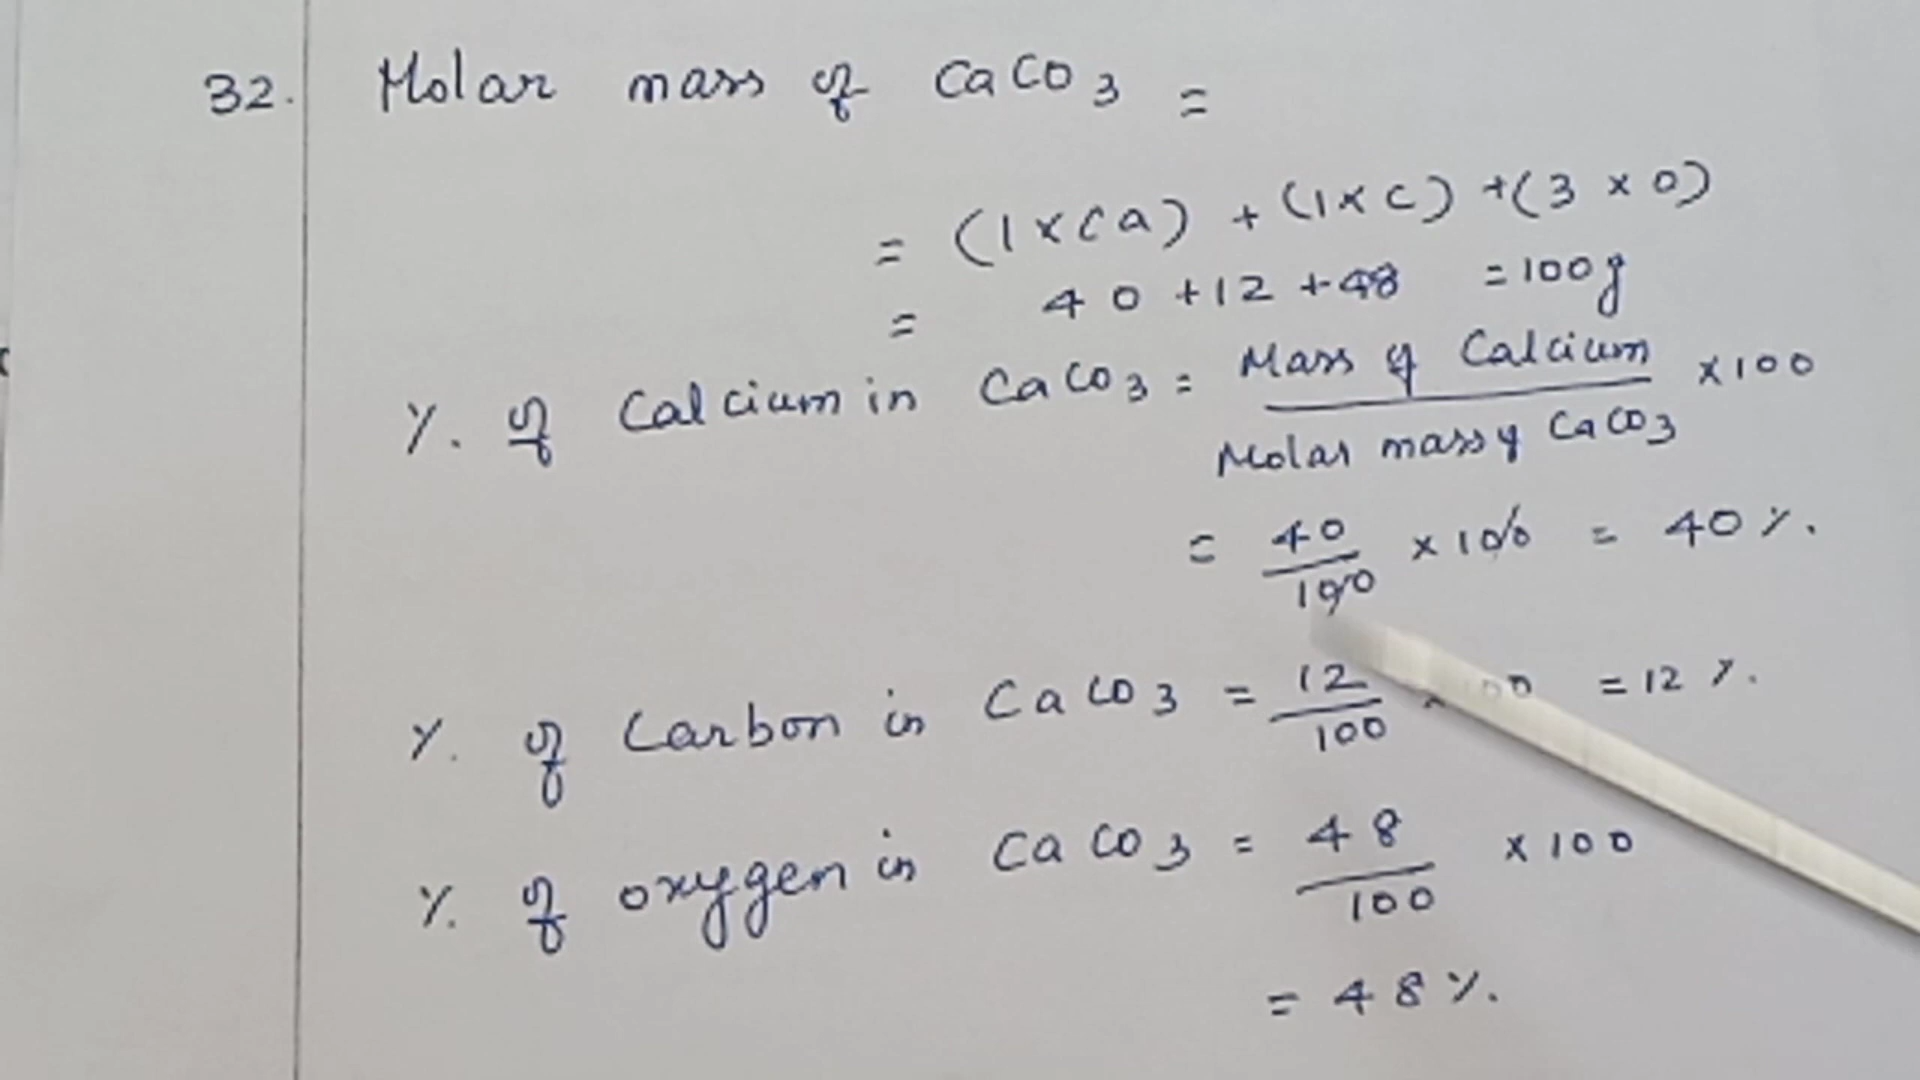 32. Molar mass of CaCO3 =
= (1×Ca) + (1×C) + (3×O)
= 40 + 12 + 48 = 100g
% of Calcium in CaCO3 = Mass of Calcium / Molar mass of CaCO3 × 100
= 40/100 × 100 = 40 %.
% of Carbon in CaCO3 = 12/100 × 00 = 12 %.
% of oxygen in CaCO3 = 48/100 × 100
= 48 %.